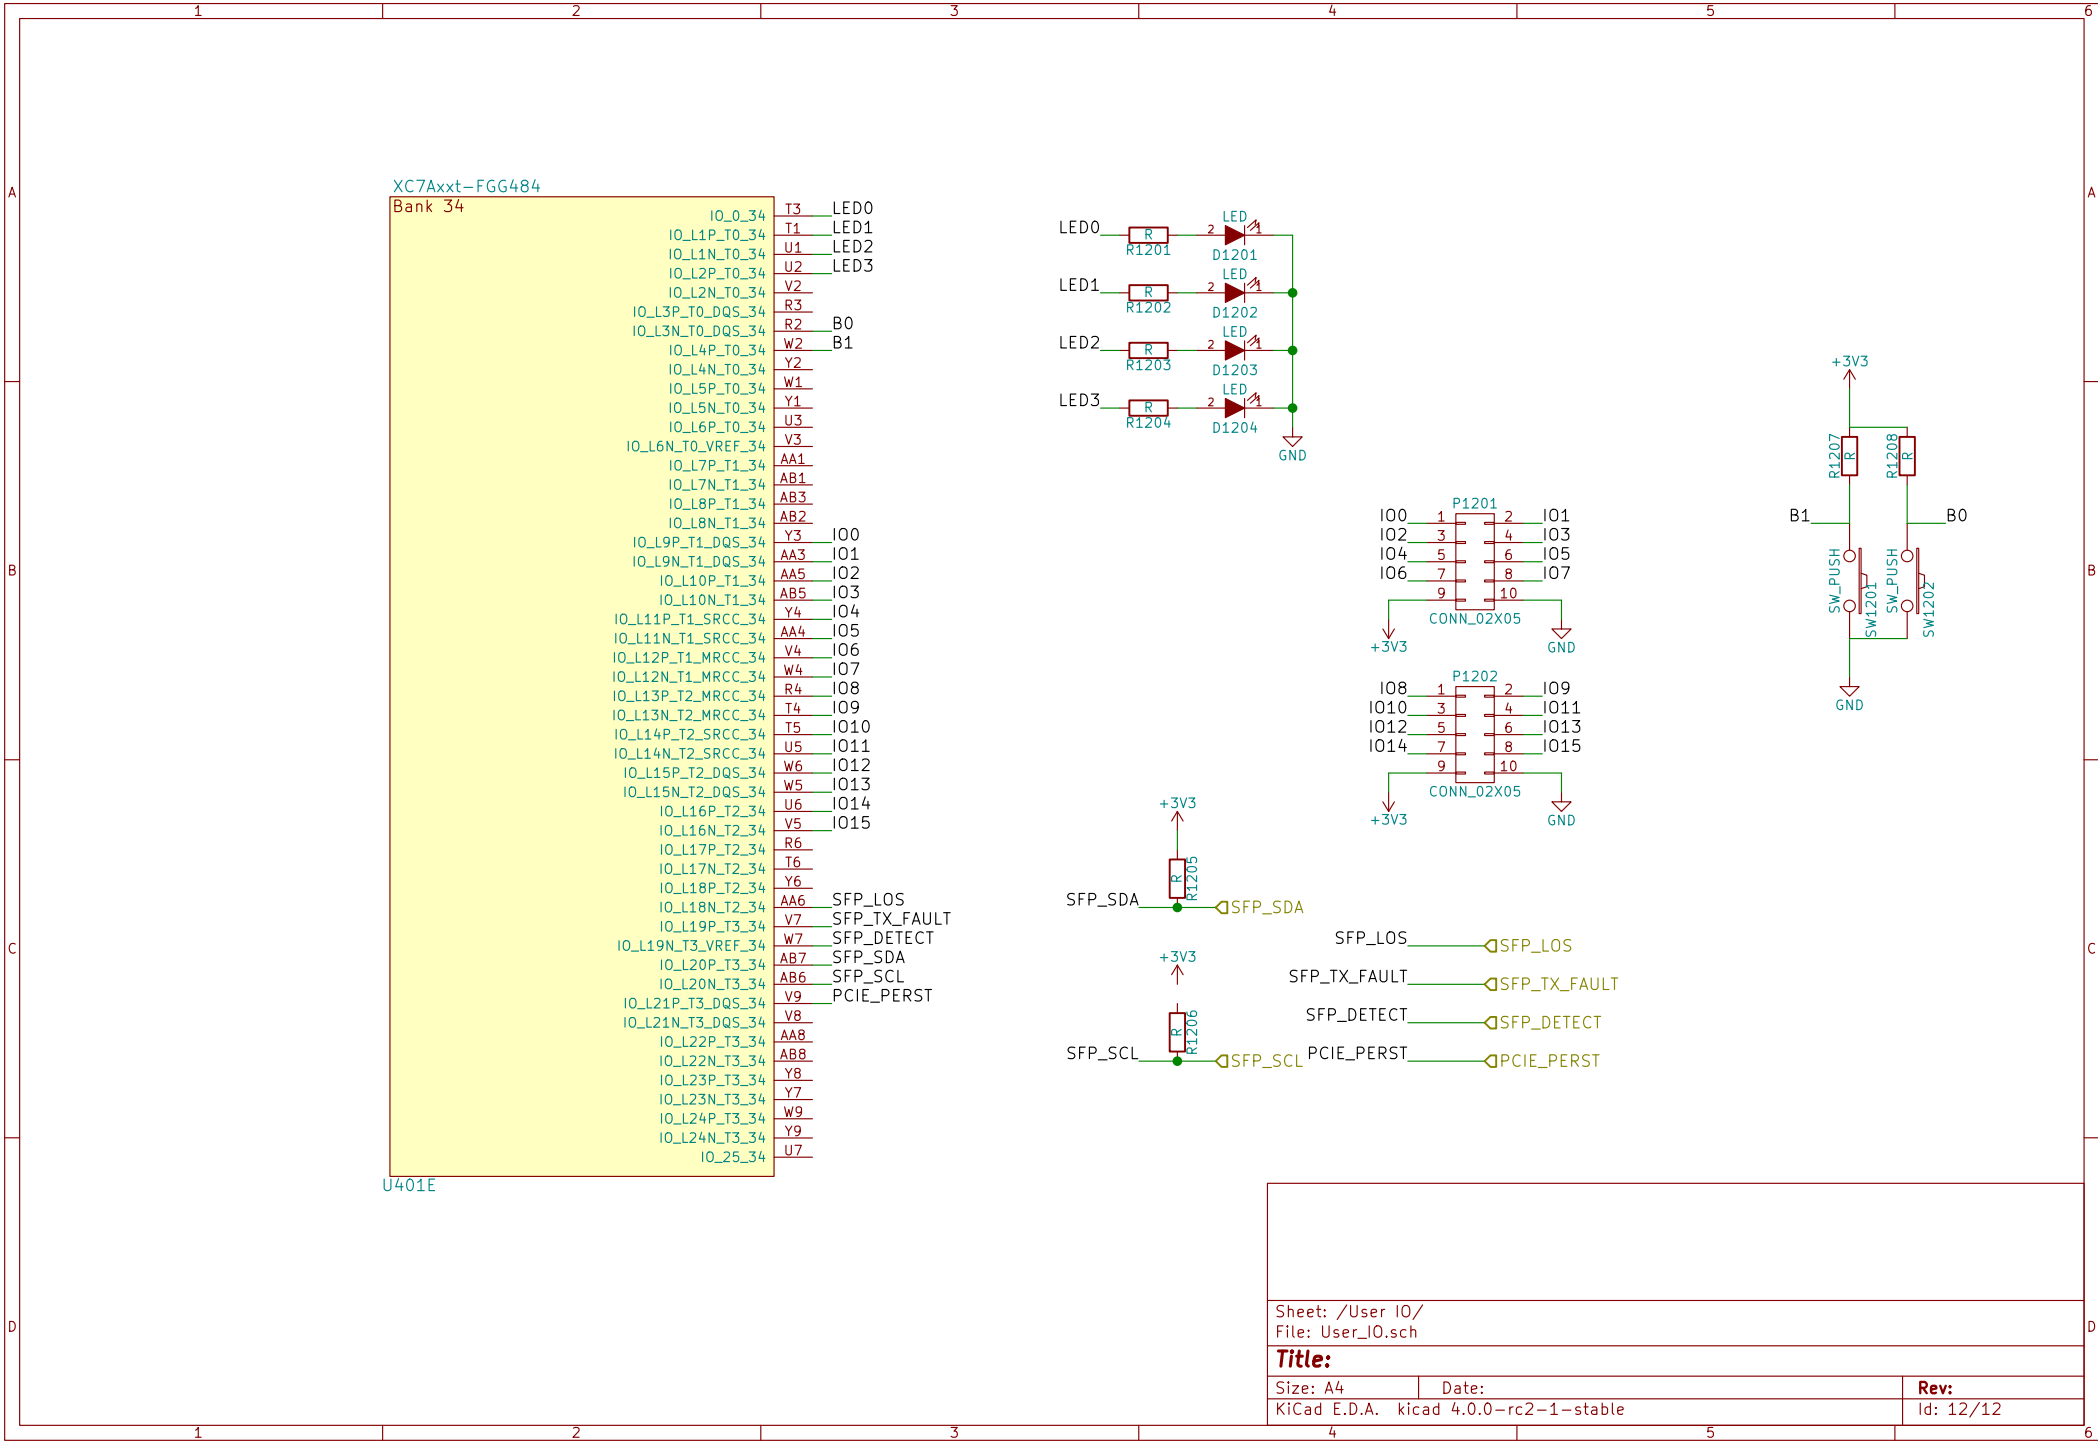 1 2 3 4 5 6
A A
B B
C C
D D
XC7Axxt-FGG484
Bank 34
IO_0_34 T3 LED0
IO_L1P_T0_34 T1 LED1
IO_L1N_T0_34 U1 LED2
IO_L2P_T0_34 U2 LED3
IO_L2N_T0_34 V2
IO_L3P_T0_DQS_34 R3
IO_L3N_T0_DQS_34 R2 B0
IO_L4P_T0_34 W2 B1
IO_L4N_T0_34 Y2
IO_L5P_T0_34 W1
IO_L5N_T0_34 Y1
IO_L6P_T0_34 U3
IO_L6N_T0_VREF_34 V3
IO_L7P_T1_34 AA1
IO_L7N_T1_34 AB1
IO_L8P_T1_34 AB3
IO_L8N_T1_34 AB2
IO_L9P_T1_DQS_34 Y3 IO0
IO_L9N_T1_DQS_34 AA3 IO1
IO_L10P_T1_34 AA5 IO2
IO_L10N_T1_34 AB5 IO3
IO_L11P_T1_SRCC_34 Y4 IO4
IO_L11N_T1_SRCC_34 AA4 IO5
IO_L12P_T1_MRCC_34 V4 IO6
IO_L12N_T1_MRCC_34 W4 IO7
IO_L13P_T2_MRCC_34 R4 IO8
IO_L13N_T2_MRCC_34 T4 IO9
IO_L14P_T2_SRCC_34 T5 IO10
IO_L14N_T2_SRCC_34 U5 IO11
IO_L15P_T2_DQS_34 W6 IO12
IO_L15N_T2_DQS_34 W5 IO13
IO_L16P_T2_34 U6 IO14
IO_L16N_T2_34 V5 IO15
IO_L17P_T2_34 R6
IO_L17N_T2_34 T6
IO_L18P_T2_34 Y6
IO_L18N_T2_34 AA6 SFP_LOS
IO_L19P_T3_34 V7 SFP_TX_FAULT
IO_L19N_T3_VREF_34 W7 SFP_DETECT
IO_L20P_T3_34 AB7 SFP_SDA
IO_L20N_T3_34 AB6 SFP_SCL
IO_L21P_T3_DQS_34 V9 PCIE_PERST
IO_L21N_T3_DQS_34 V8
IO_L22P_T3_34 AA8
IO_L22N_T3_34 AB8
IO_L23P_T3_34 Y8
IO_L23N_T3_34 Y7
IO_L24P_T3_34 W9
IO_L24N_T3_34 Y9
IO_25_34 U7
U401E
LED
LED0 R 2 1
R1201 D1201
LED
LED1 R 2 1
R1202 D1202
LED
LED2 R 2 1
R1203 D1203
LED
LED3 R 2 1
R1204 D1204
GND
P1201
IO0 1 2 IO1
IO2 3 4 IO3
IO4 5 6 IO5
IO6 7 8 IO7
9 10
CONN_02X05
+3V3 GND
P1202
IO8 1 2 IO9
IO10 3 4 IO11
IO12 5 6 IO13
IO14 7 8 IO15
9 10
CONN_02X05
+3V3 GND
+3V3
R1207 R R1208 R
B1 B0
SW_PUSH SW1201 SW_PUSH SW1202
GND
+3V3
R R1205
SFP_SDA SFP_SDA
+3V3
R R1206
SFP_SCL SFP_SCL
SFP_LOS SFP_LOS
SFP_TX_FAULT SFP_TX_FAULT
SFP_DETECT SFP_DETECT
PCIE_PERST PCIE_PERST
Sheet: /User IO/
File: User_IO.sch
Title:
Size: A4 Date: Rev:
KiCad E.D.A. kicad 4.0.0-rc2-1-stable Id: 12/12
1 2 3 4 5 6